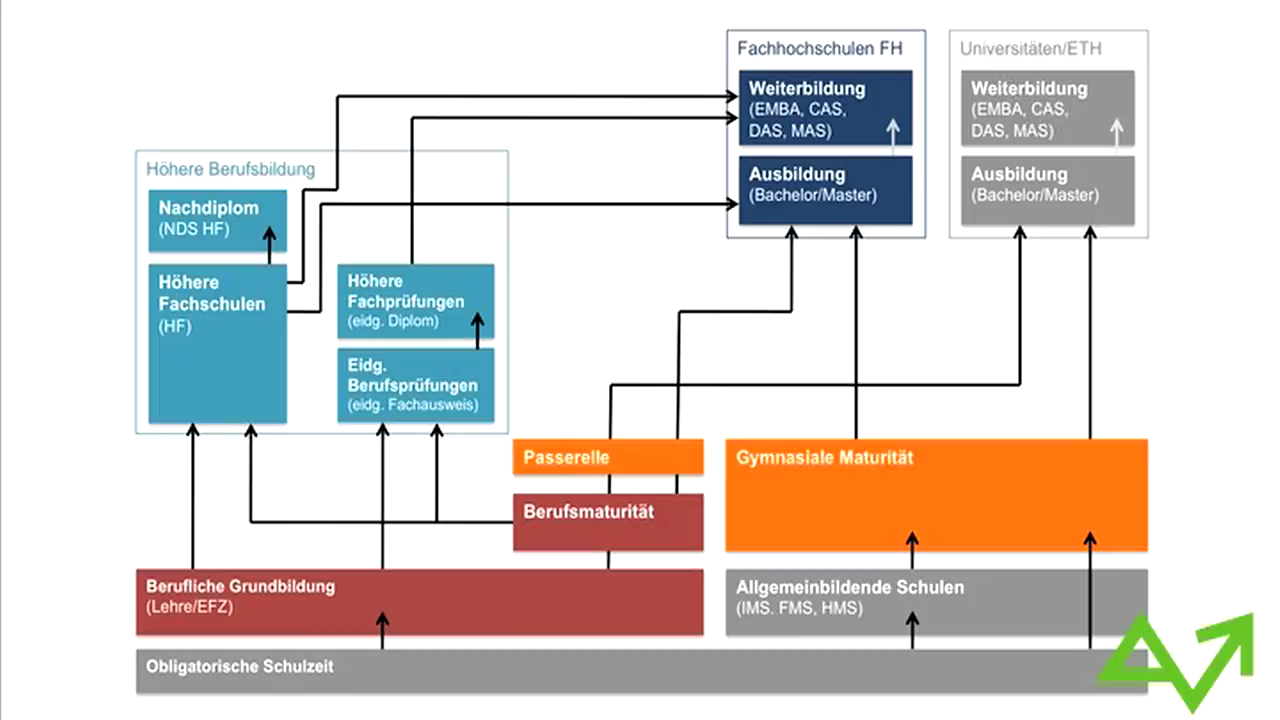 Fachhochschulen FH
Weiterbildung
(EMBA, CAS,
DAS, MAS)
Ausbildung
(Bachelor/Master)
Universitäten/ETH
Weiterbildung
(EMBA, CAS,
DAS, MAS)
Ausbildung
(Bachelor/Master)
Höhere Berufsbildung
Nachdiplom
(NDS HF)
Höhere
Fachschulen
(HF)
Höhere
Fachprüfungen
(eidg. Diplom)
Eidg.
Berufsprüfungen
(eidg. Fachausweis)
Passerelle
Berufsmaturität
Gymnasiale Maturität
Berufliche Grundbildung
(Lehre/EFZ)
Allgemeinbildende Schulen
(IMS. FMS, HMS)
Obligatorische Schulzeit